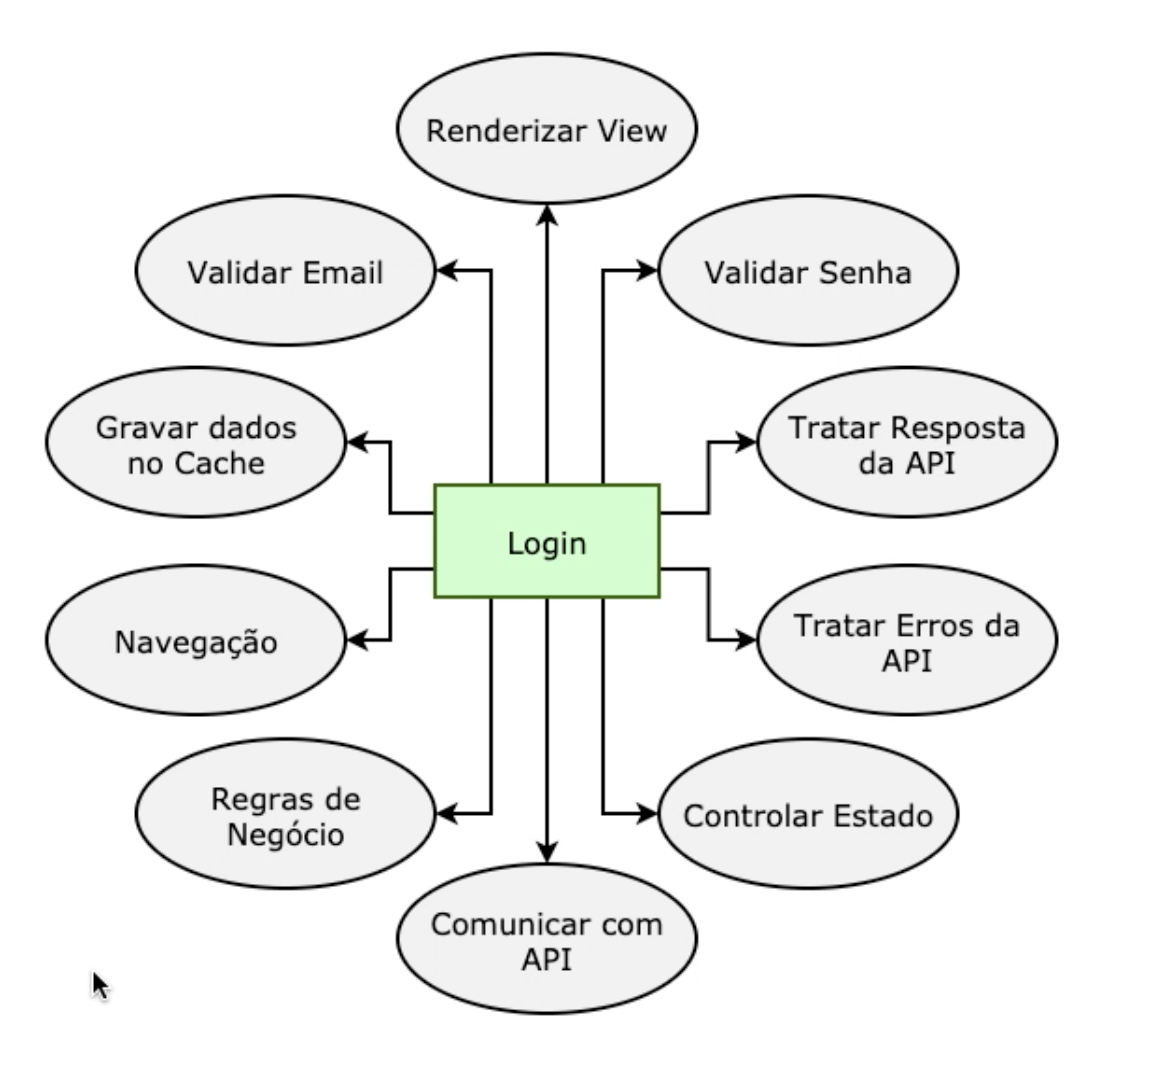 Renderizar View
Validar Email
Validar Senha
Gravar dados
no Cache
Tratar Resposta
da API
Login
Navegação
Tratar Erros da
API
Regras de
Negócio
Controlar Estado
Comunicar com
API